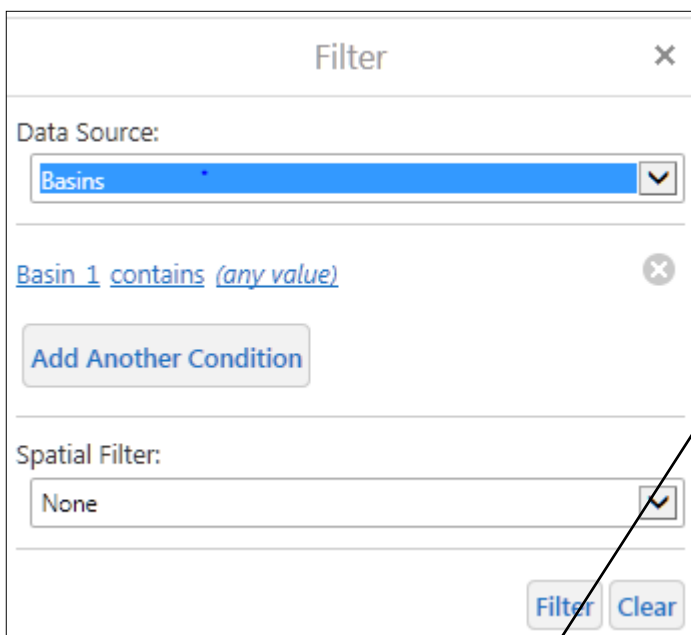 Filter
Data Source:
Basins
Basin 1 contains (any value)
Add Another Condition
Spatial Filter:
None
Filter Clear